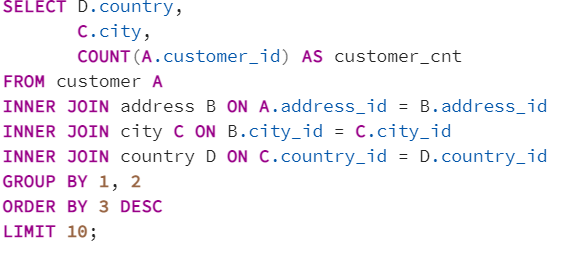 SELECT D.country,
       C.city,
       COUNT(A.customer_id) AS customer_cnt
FROM customer A
INNER JOIN address B ON A.address_id = B.address_id
INNER JOIN city C ON B.city_id = C.city_id
INNER JOIN country D ON C.country_id = D.country_id
GROUP BY 1, 2
ORDER BY 3 DESC
LIMIT 10;